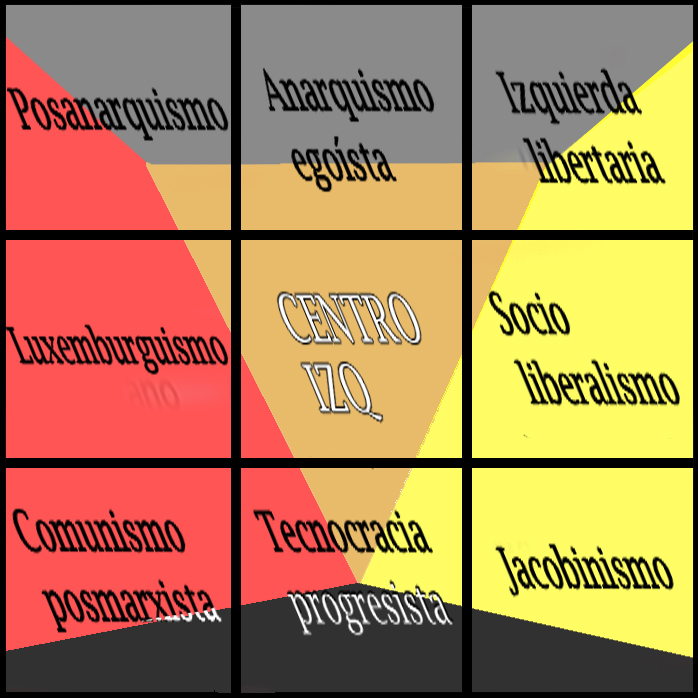 Posanarquismo
Anarquismo
egoísta
Izquierda
libertaria
Luxemburguismo
CENTRO
IZQ
Socio
liberalismo
Comunismo
posmarxista
Tecnocracia
progresista
Jacobinismo